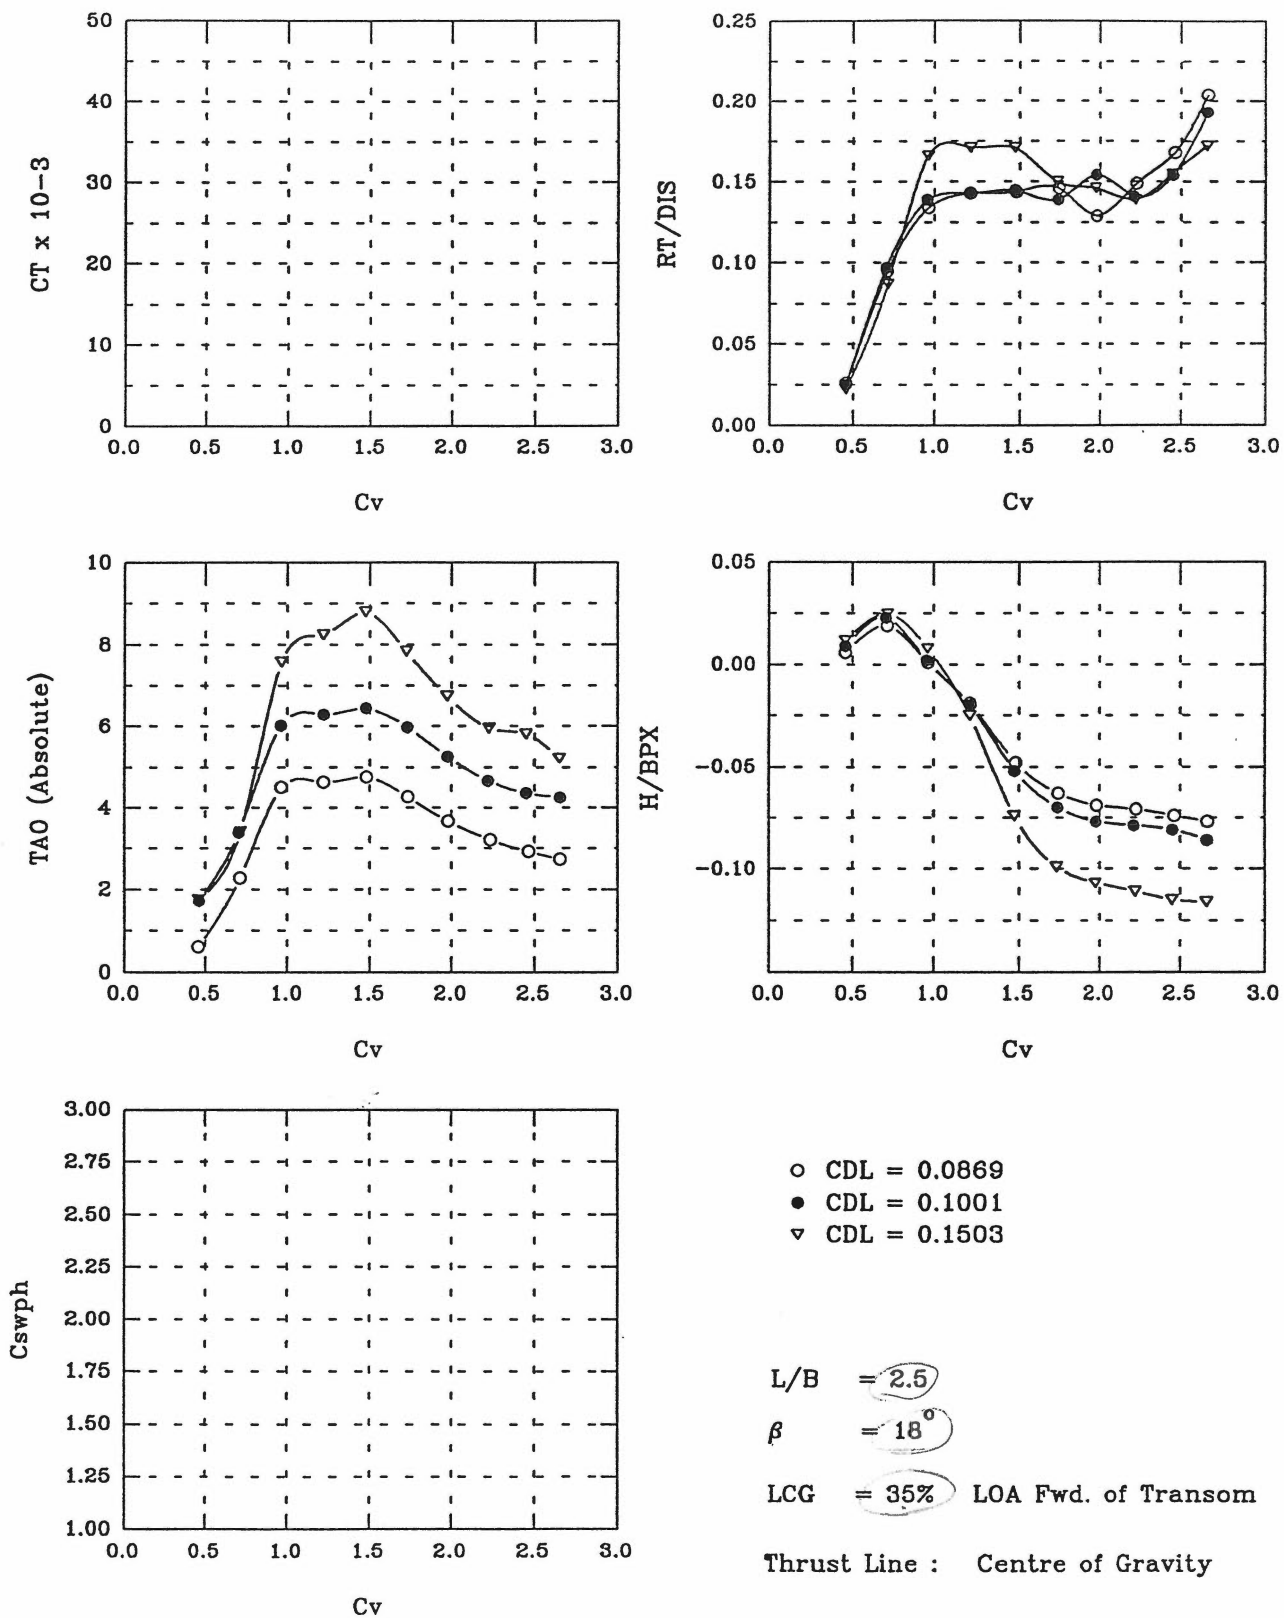 50
40
30
20
10
0
0.0 0.5 1.0 1.5 2.0 2.5 3.0
CT x 10-3
Cv
0.25
0.20
0.15
0.10
0.05
0.00
0.0 0.5 1.0 1.5 2.0 2.5 3.0
RT/DIS
Cv
10
8
6
4
2
0
0.0 0.5 1.0 1.5 2.0 2.5 3.0
TAO (Absolute)
Cv
0.05
0.00
-0.05
-0.10
0.0 0.5 1.0 1.5 2.0 2.5 3.0
H/BPX
Cv
3.00
2.75
2.50
2.25
2.00
1.75
1.50
1.25
1.00
0.0 0.5 1.0 1.5 2.0 2.5 3.0
Cswph
Cv
CDL = 0.0869
CDL = 0.1001
CDL = 0.1503
L/B = 2.5
β = 18°
LCG = 35% LOA Fwd. of Transom
Thrust Line : Centre of Gravity